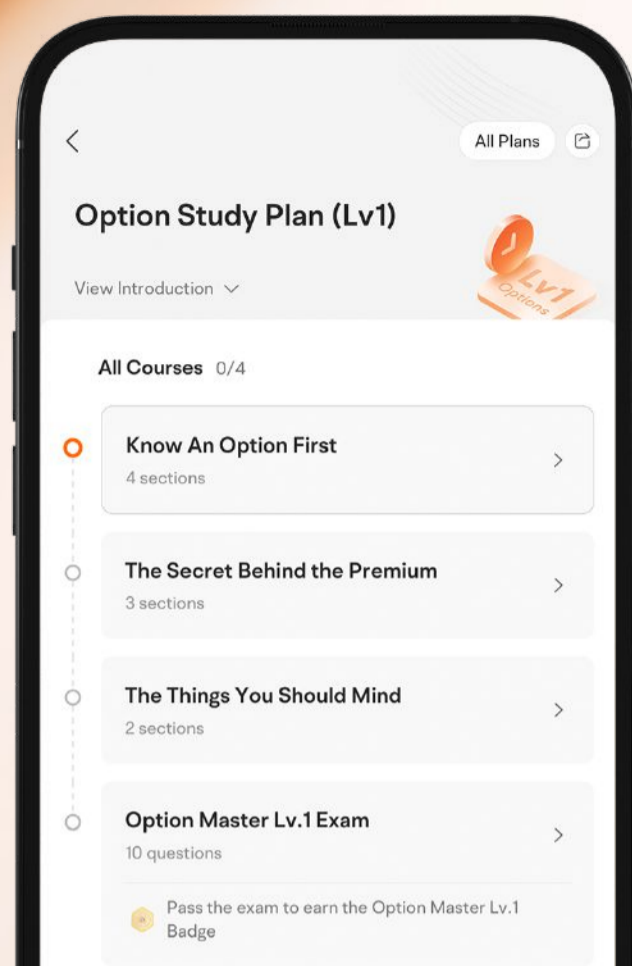 All Plans
Option Study Plan (Lv1)
View Introduction
Lv1
Options
All Courses 0/4
Know An Option First
4 sections
The Secret Behind the Premium
3 sections
The Things You Should Mind
2 sections
Option Master Lv.1 Exam
10 questions
Pass the exam to earn the Option Master Lv.1
Badge